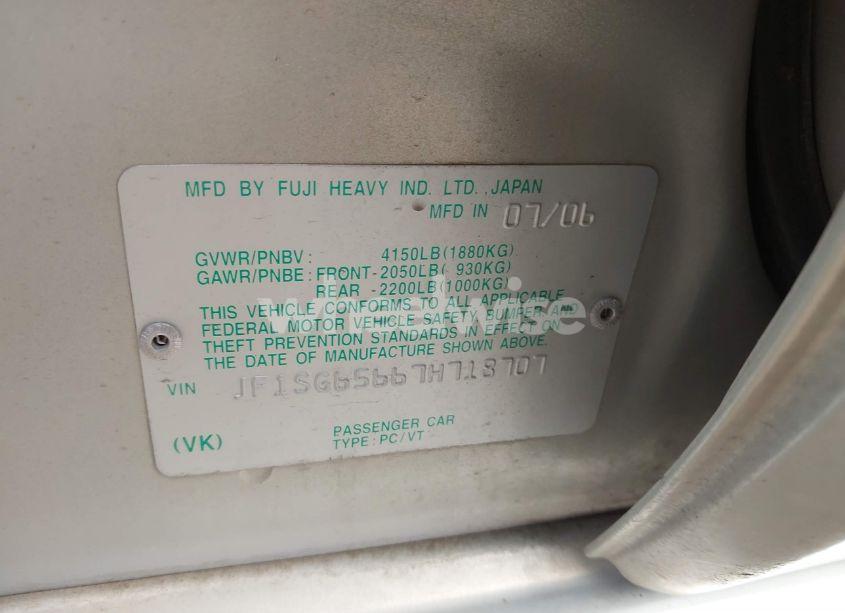 MFD BY FUJI HEAVY IND. LTD. ,JAPAN
MFD IN 07/06
GVWR/PNBV : 4150LB(1880KG)
GAWR/PNBE : FRONT-2050LB( 930KG)
REAR -2200LB(1000KG)
THIS VEHICLE CONFORMS TO ALL APPLICABLE
FEDERAL MOTOR VEHICLE SAFETY, BUMPER AND
THEFT PREVENTION STANDARDS IN EFFECT ON
THE DATE OF MANUFACTURE SHOWN ABOVE.
VIN
(VK)
PASSENGER CAR
TYPE: PC/VT
wheelwise